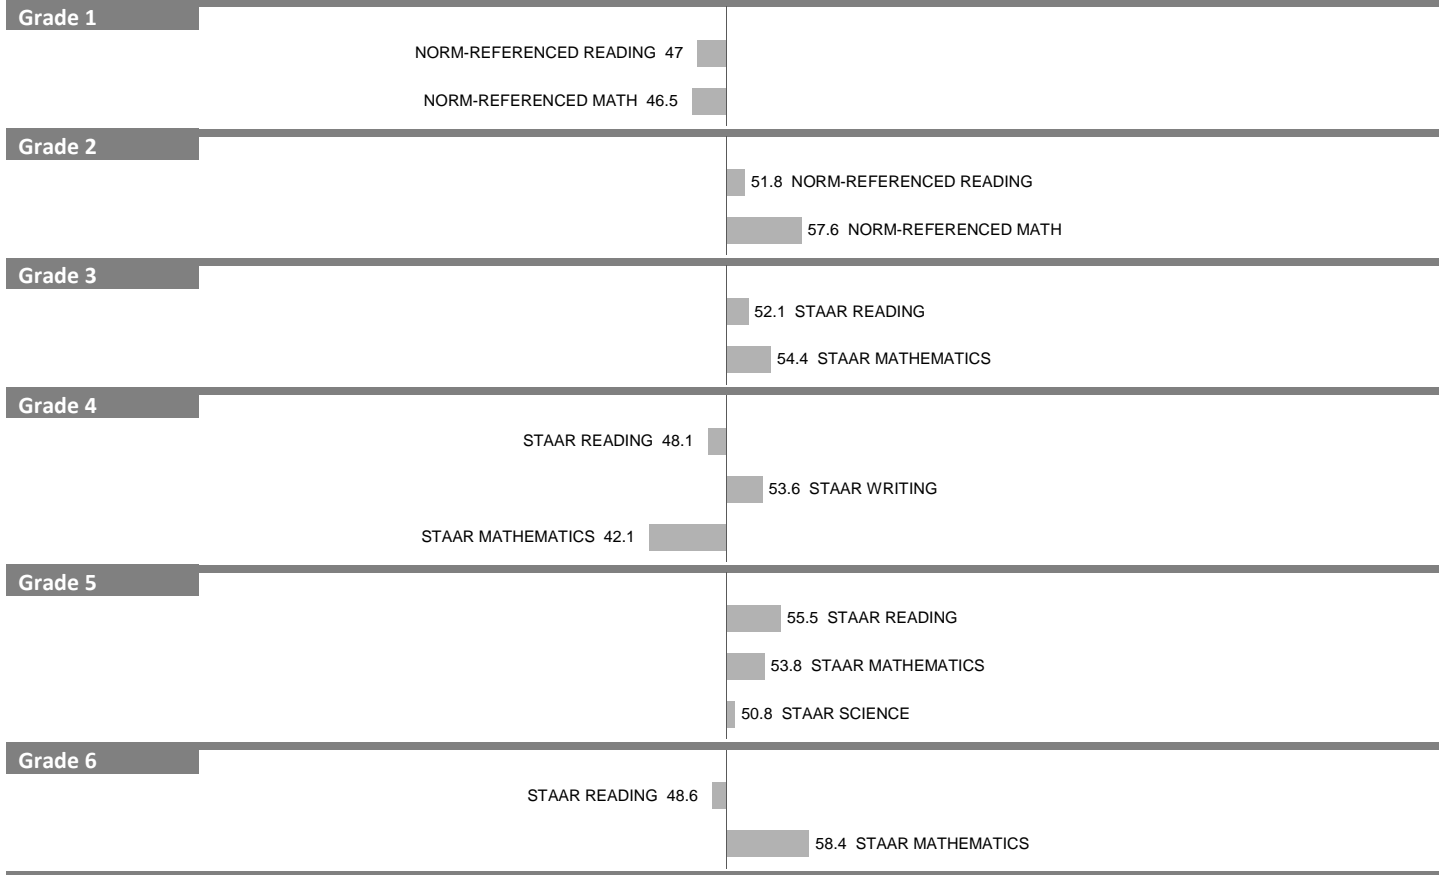 Grade 1
NORM-REFERENCED READING 47
NORM-REFERENCED MATH 46.5
Grade 2
51.8 NORM-REFERENCED READING
57.6 NORM-REFERENCED MATH
Grade 3
52.1 STAAR READING
54.4 STAAR MATHEMATICS
Grade 4
STAAR READING 48.1
53.6 STAAR WRITING
STAAR MATHEMATICS 42.1
Grade 5
55.5 STAAR READING
53.8 STAAR MATHEMATICS
50.8 STAAR SCIENCE
Grade 6
STAAR READING 48.6
58.4 STAAR MATHEMATICS